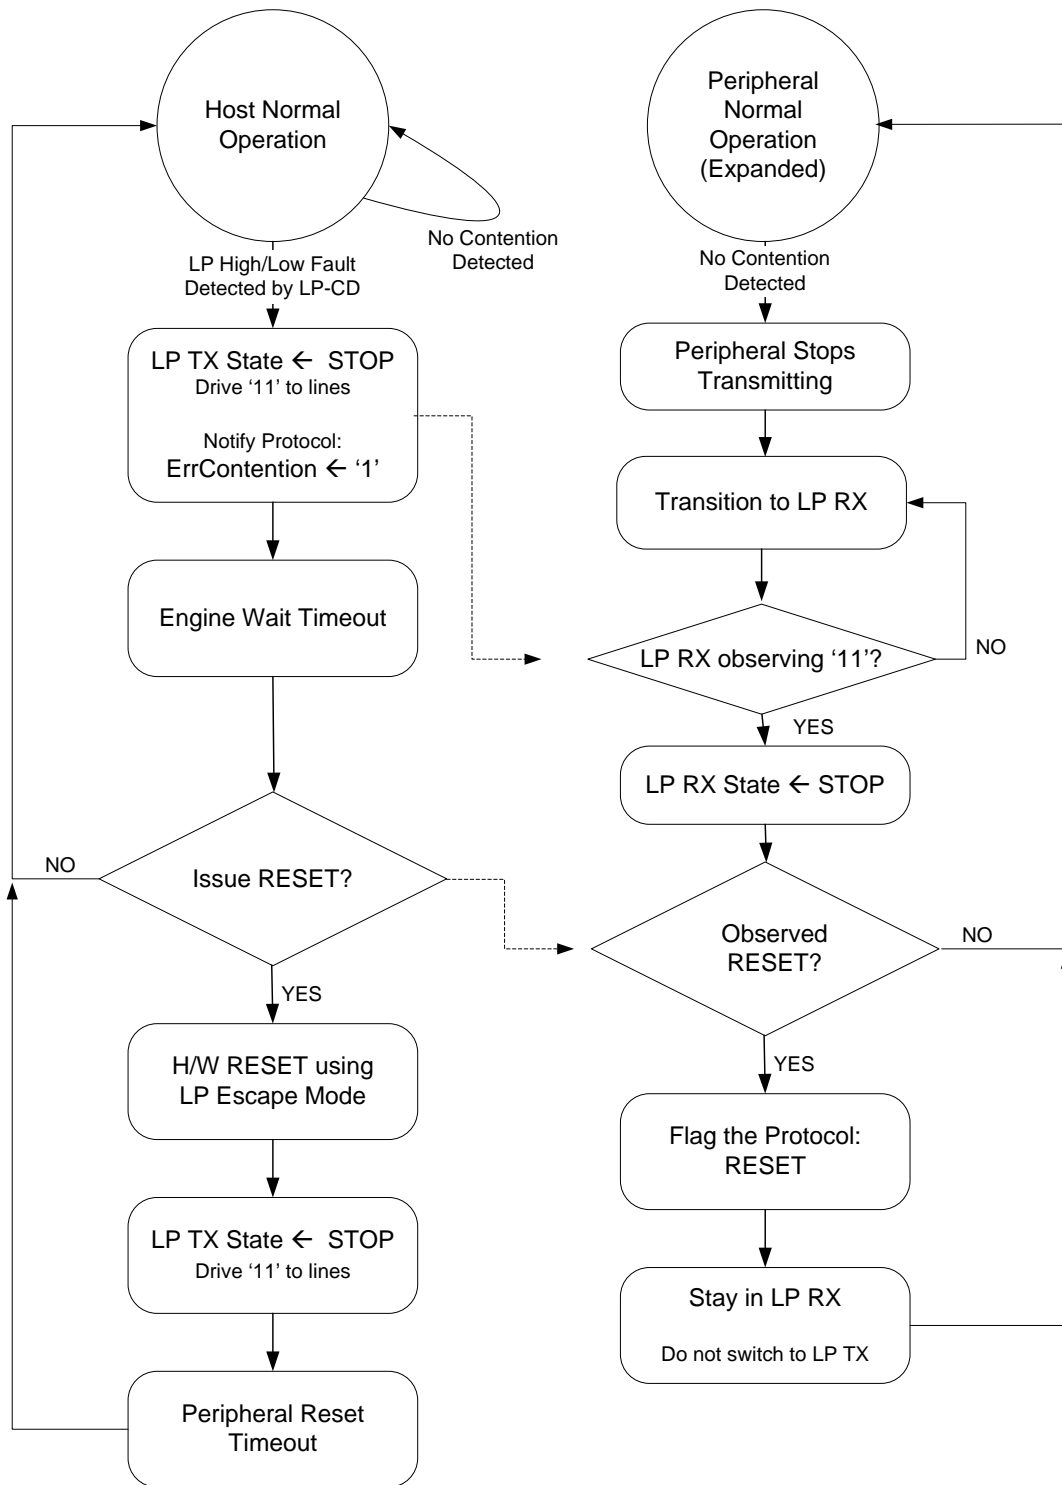 Host Normal
Operation
No Contention
Detected
LP High/Low Fault
Detected by LP-CD
LP TX State ← STOP
Drive ‘11’ to lines
Notify Protocol:
ErrContention ← ‘1’
Engine Wait Timeout
Issue RESET?
NO
YES
H/W RESET using
LP Escape Mode
LP TX State ← STOP
Drive ‘11’ to lines
Peripheral Reset
Timeout
Peripheral
Normal
Operation
(Expanded)
No Contention
Detected
Peripheral Stops
Transmitting
Transition to LP RX
LP RX observing ‘11’?
NO
YES
LP RX State ← STOP
Observed
RESET?
NO
YES
Flag the Protocol:
RESET
Stay in LP RX
Do not switch to LP TX